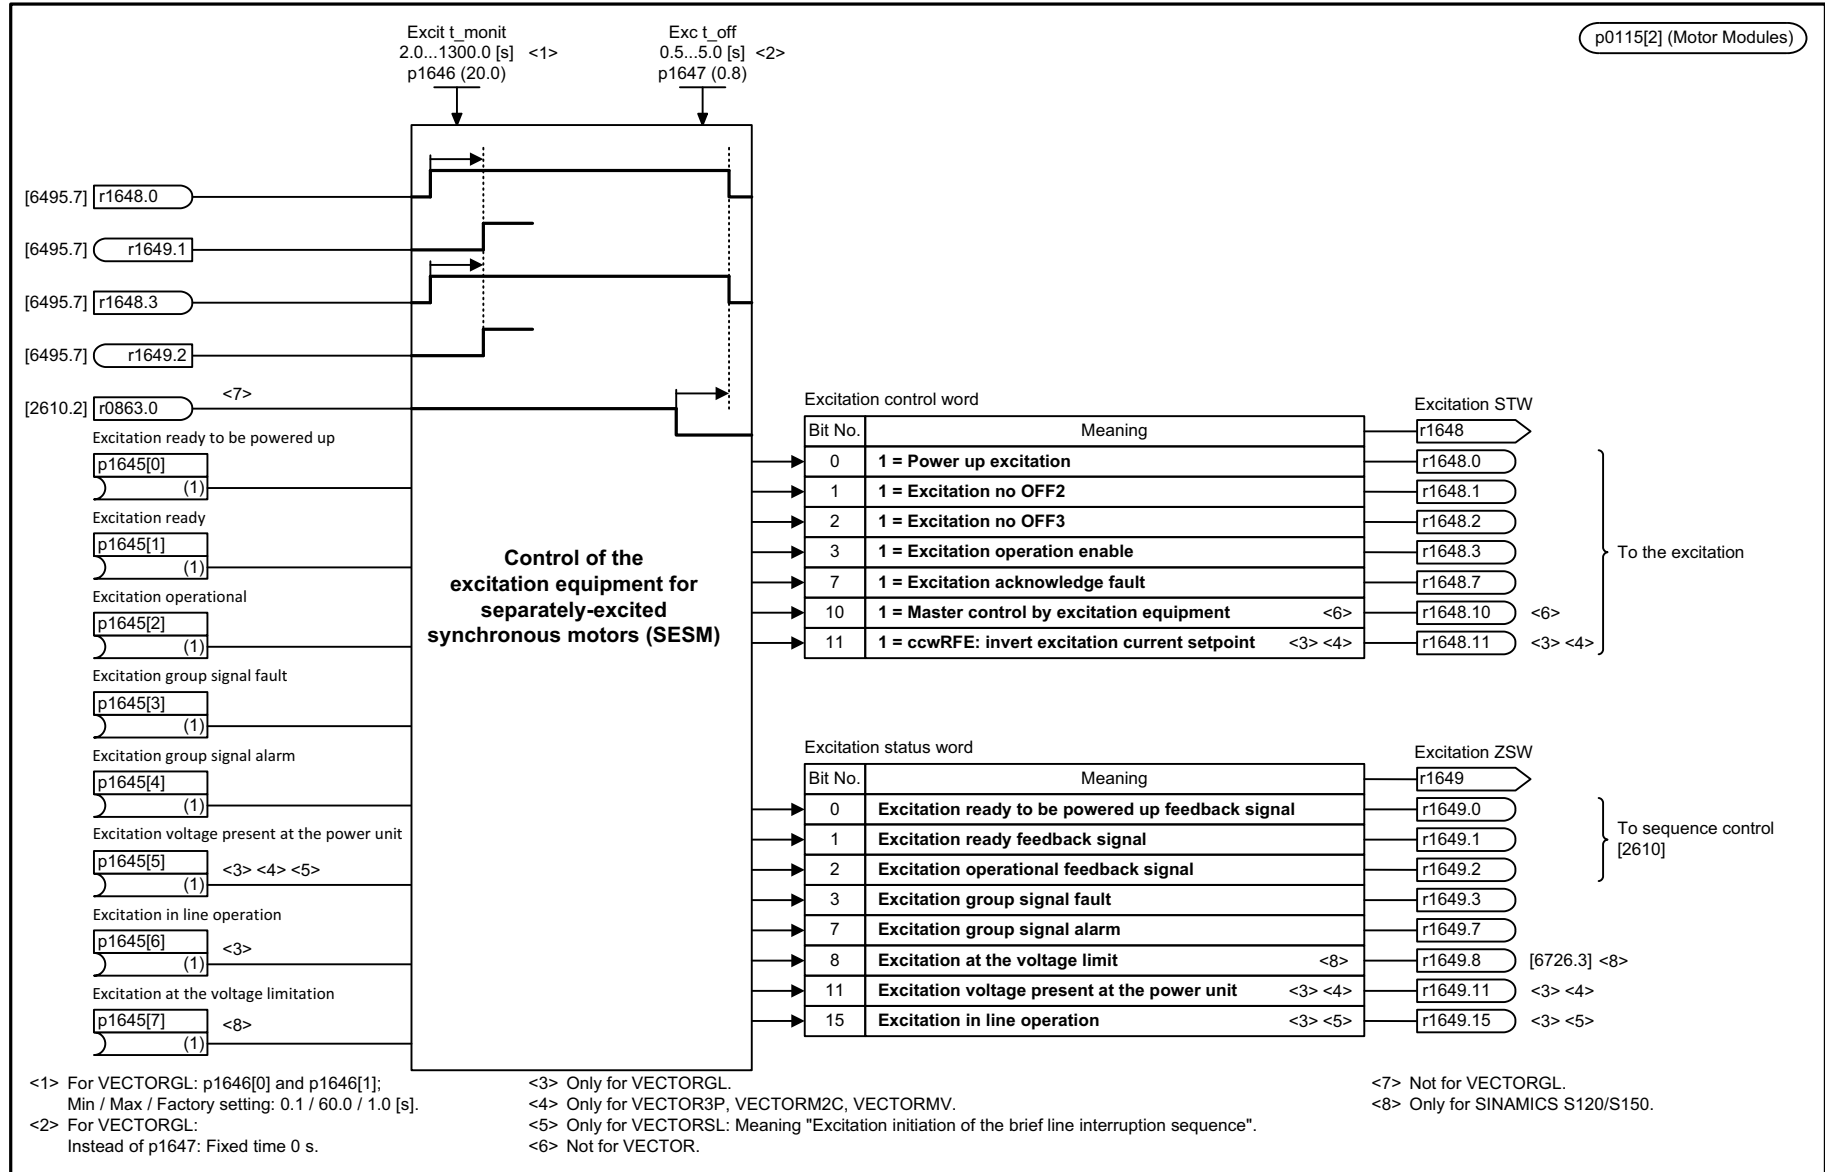 Excit t_monit
2.0...1300.0 [s] <1>
p1646 (20.0)
Exc t_off
0.5...5.0 [s] <2>
p1647 (0.8)
p0115[2] (Motor Modules)
[6495.7] r1648.0
[6495.7] r1649.1
[6495.7] r1648.3
[6495.7] r1649.2
[2610.2] r0863.0 <7>
Excitation ready to be powered up
p1645[0]
(1)
Excitation ready
p1645[1]
(1)
Excitation operational
p1645[2]
(1)
Excitation group signal fault
p1645[3]
(1)
Excitation group signal alarm
p1645[4]
(1)
Excitation voltage present at the power unit
p1645[5] <3> <4> <5>
(1)
Excitation in line operation
p1645[6] <3>
(1)
Excitation at the voltage limitation
p1645[7] <8>
(1)
Control of the
excitation equipment for
separately-excited
synchronous motors (SESM)
Excitation control word
Excitation STW
Bit No. Meaning r1648
0 1 = Power up excitation r1648.0
1 1 = Excitation no OFF2 r1648.1
2 1 = Excitation no OFF3 r1648.2
3 1 = Excitation operation enable r1648.3
7 1 = Excitation acknowledge fault r1648.7
10 1 = Master control by excitation equipment <6> r1648.10 <6>
11 1 = ccwRFE: invert excitation current setpoint <3> <4> r1648.11 <3> <4>
To the excitation
Excitation status word
Excitation ZSW
Bit No. Meaning r1649
0 Excitation ready to be powered up feedback signal r1649.0
1 Excitation ready feedback signal r1649.1
2 Excitation operational feedback signal r1649.2
3 Excitation group signal fault r1649.3
7 Excitation group signal alarm r1649.7
8 Excitation at the voltage limit <8> r1649.8 [6726.3] <8>
11 Excitation voltage present at the power unit <3> <4> r1649.11 <3> <4>
15 Excitation in line operation <3> <5> r1649.15 <3> <5>
To sequence control
[2610]
<1> For VECTORGL: p1646[0] and p1646[1];
Min / Max / Factory setting: 0.1 / 60.0 / 1.0 [s].
<2> For VECTORGL:
Instead of p1647: Fixed time 0 s.
<3> Only for VECTORGL.
<4> Only for VECTOR3P, VECTORM2C, VECTORMV.
<5> Only for VECTORSL: Meaning "Excitation initiation of the brief line interruption sequence".
<6> Not for VECTOR.
<7> Not for VECTORGL.
<8> Only for SINAMICS S120/S150.